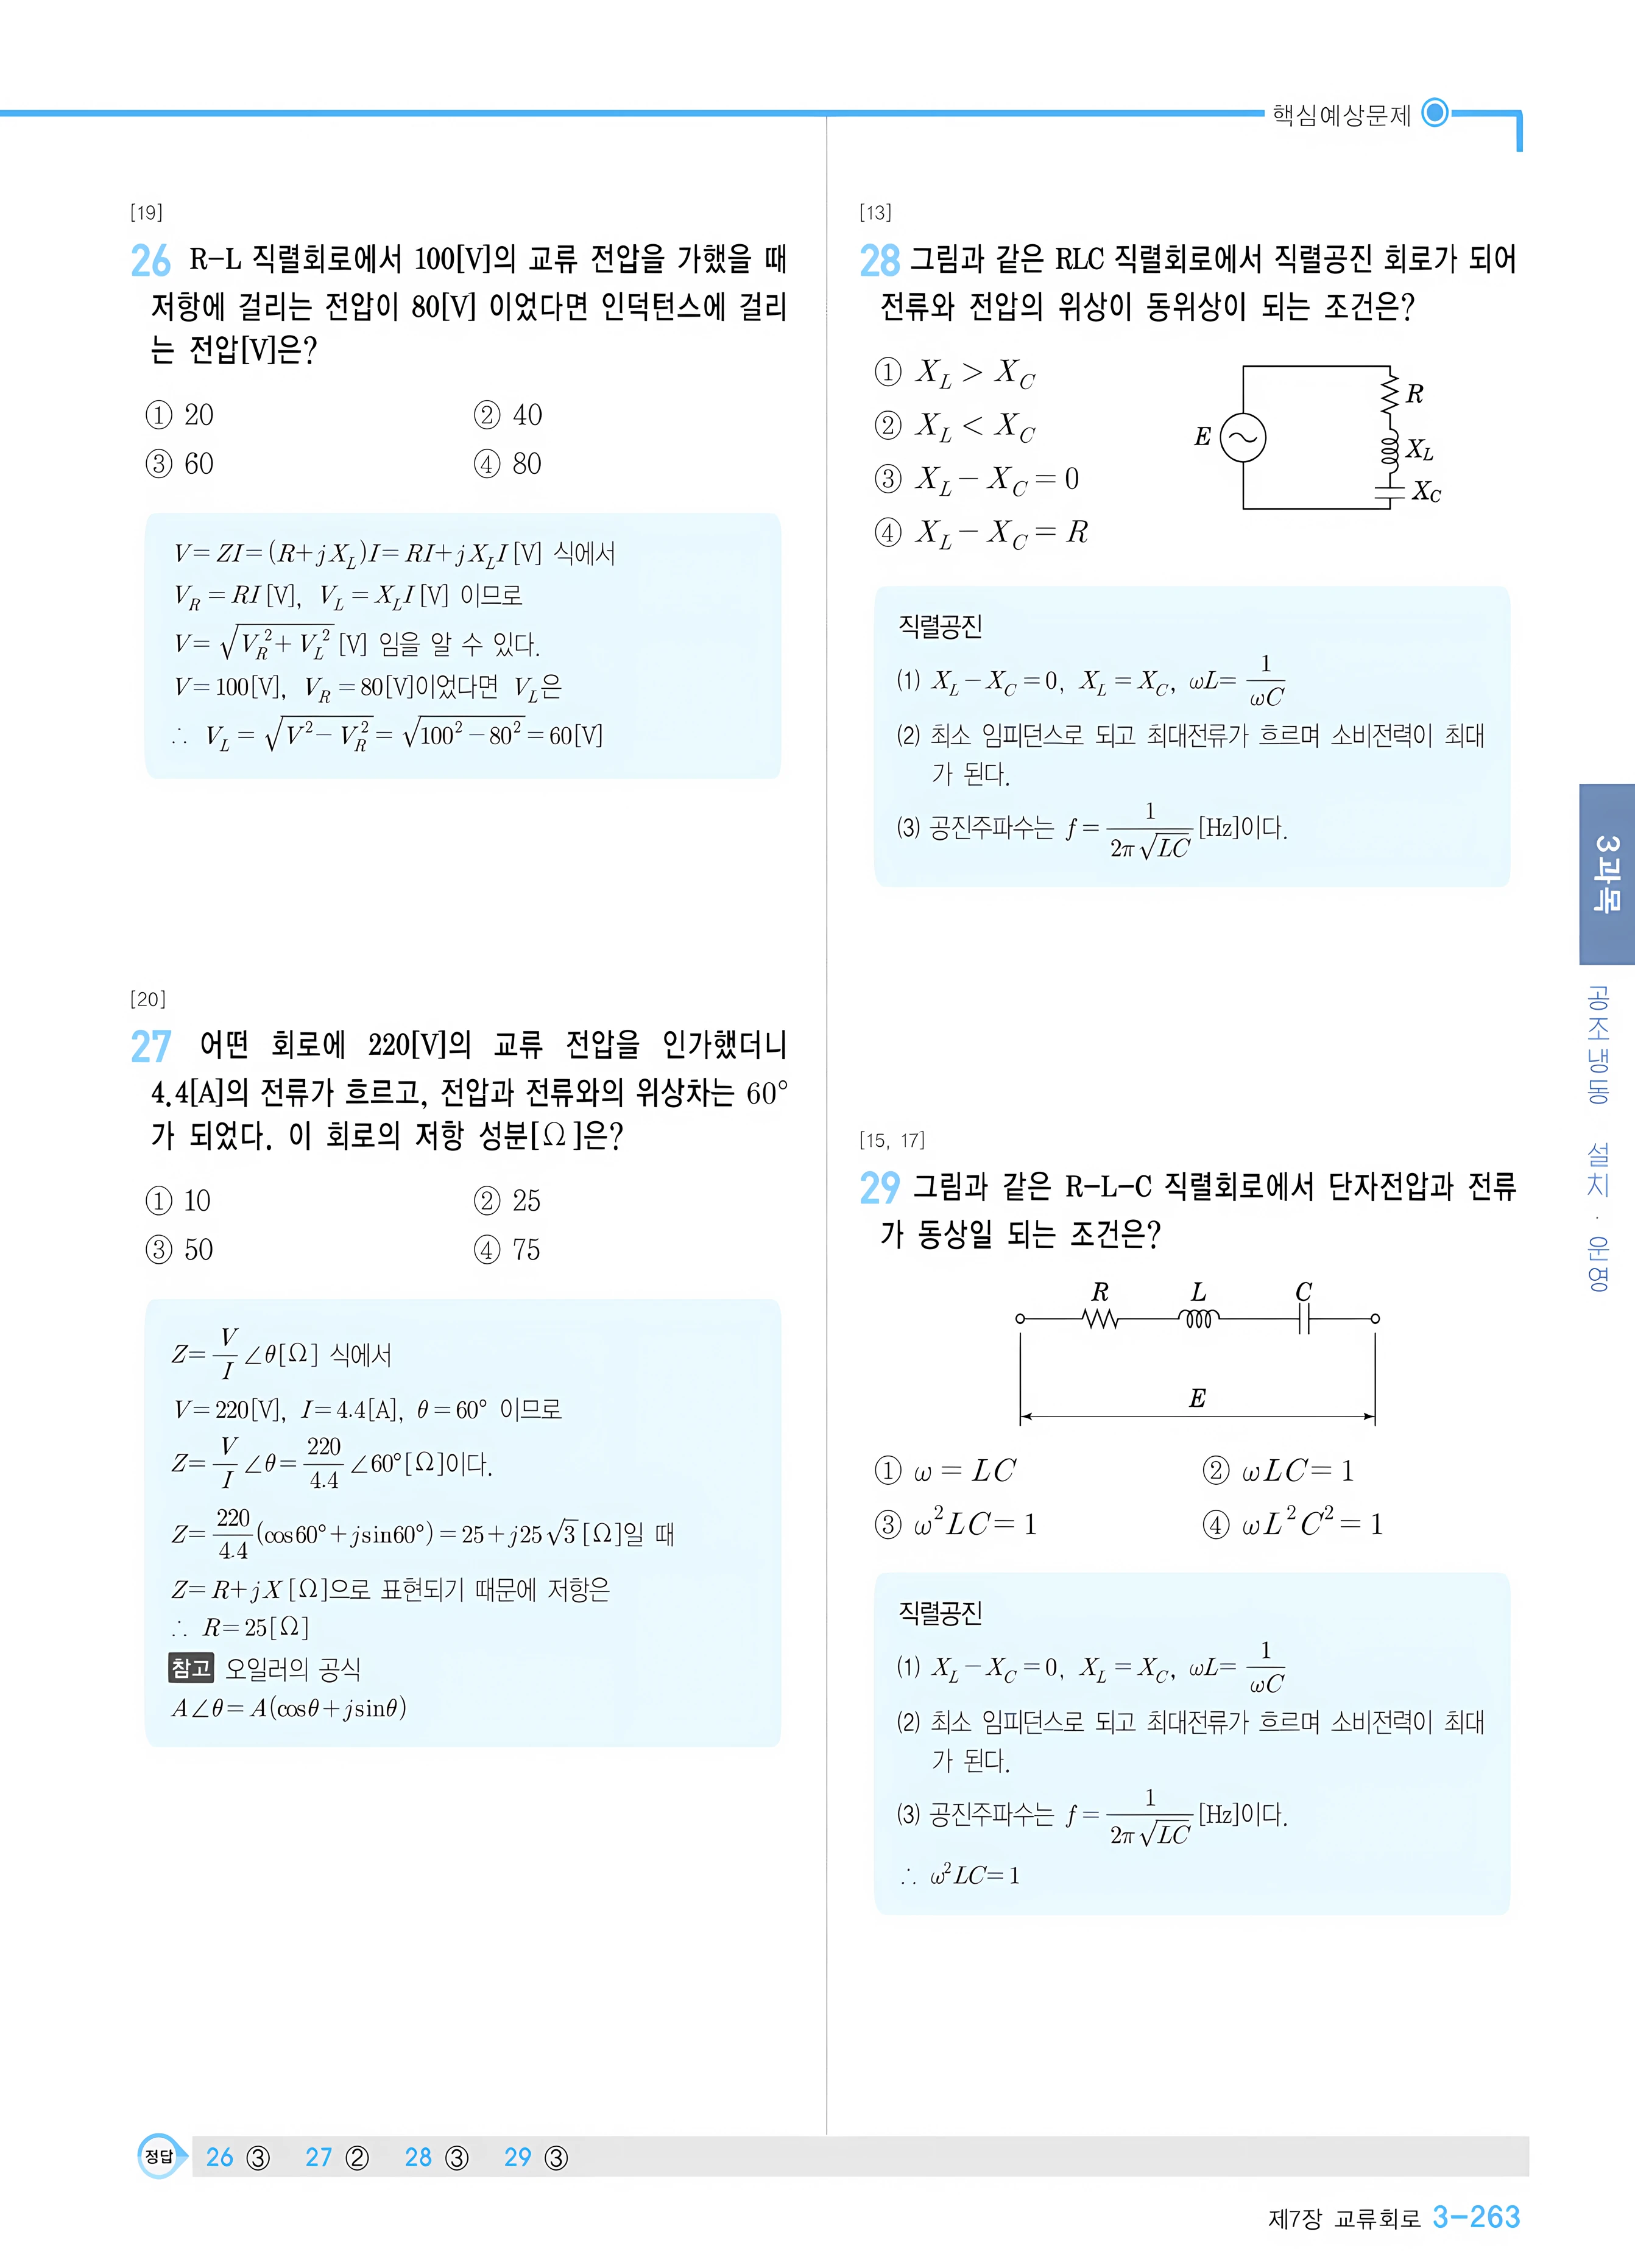 핵심예상문제
[19]
26 R-L 직렬회로에서 100[V]의 교류 전압을 가했을 때
저항에 걸리는 전압이 80[V] 이었다면 인덕턴스에 걸리
는 전압[V]은?
① 20 ② 40
③ 60 ④ 80
V=ZI=(R+jX_L)I=RI+jX_LI[V] 식에서
V_R=RI[V], V_L=X_LI[V] 이므로
V=√(V_R²+V_L²)[V] 임을 알 수 있다.
V=100[V], V_R=80[V]이었다면 V_L은
∴ V_L=√(V²-V_R²)=√(100²-80²)=60[V]
[20]
27 어떤 회로에 220[V]의 교류 전압을 인가했더니
4.4[A]의 전류가 흐르고, 전압과 전류와의 위상차는 60°
가 되었다. 이 회로의 저항 성분[Ω]은?
① 10 ② 25
③ 50 ④ 75
Z=V/I∠θ[Ω] 식에서
V=220[V], I=4.4[A], θ=60° 이므로
Z=V/I∠θ=220/4.4∠60°[Ω]이다.
Z=220/4.4(cos60°+jsin60°)=25+j25√3[Ω]일 때
Z=R+jX[Ω]으로 표현되기 때문에 저항은
∴ R=25[Ω]
참고 오일러의 공식
A∠θ=A(cosθ+jsinθ)
[13]
28 그림과 같은 RLC 직렬회로에서 직렬공진 회로가 되어
전류와 전압의 위상이 동위상이 되는 조건은?
① X_L > X_C
② X_L < X_C
③ X_L-X_C=0
④ X_L-X_C=R
E
R
X_L
X_C
직렬공진
(1) X_L-X_C=0, X_L=X_C, ωL=1/ωC
(2) 최소 임피던스로 되고 최대전류가 흐르며 소비전력이 최대
가 된다.
(3) 공진주파수는 f=1/(2π√LC)[Hz]이다.
[15, 17]
29 그림과 같은 R-L-C 직렬회로에서 단자전압과 전류
가 동상일 되는 조건은?
R L C
E
① ω=LC ② ωLC=1
③ ω²LC=1 ④ ωL²C²=1
직렬공진
(1) X_L-X_C=0, X_L=X_C, ωL=1/ωC
(2) 최소 임피던스로 되고 최대전류가 흐르며 소비전력이 최대
가 된다.
(3) 공진주파수는 f=1/(2π√LC)[Hz]이다.
∴ ω²LC=1
3과목
공조냉동 설치·운영
정답 26 ③ 27 ② 28 ③ 29 ③
제7장 교류회로 3-263